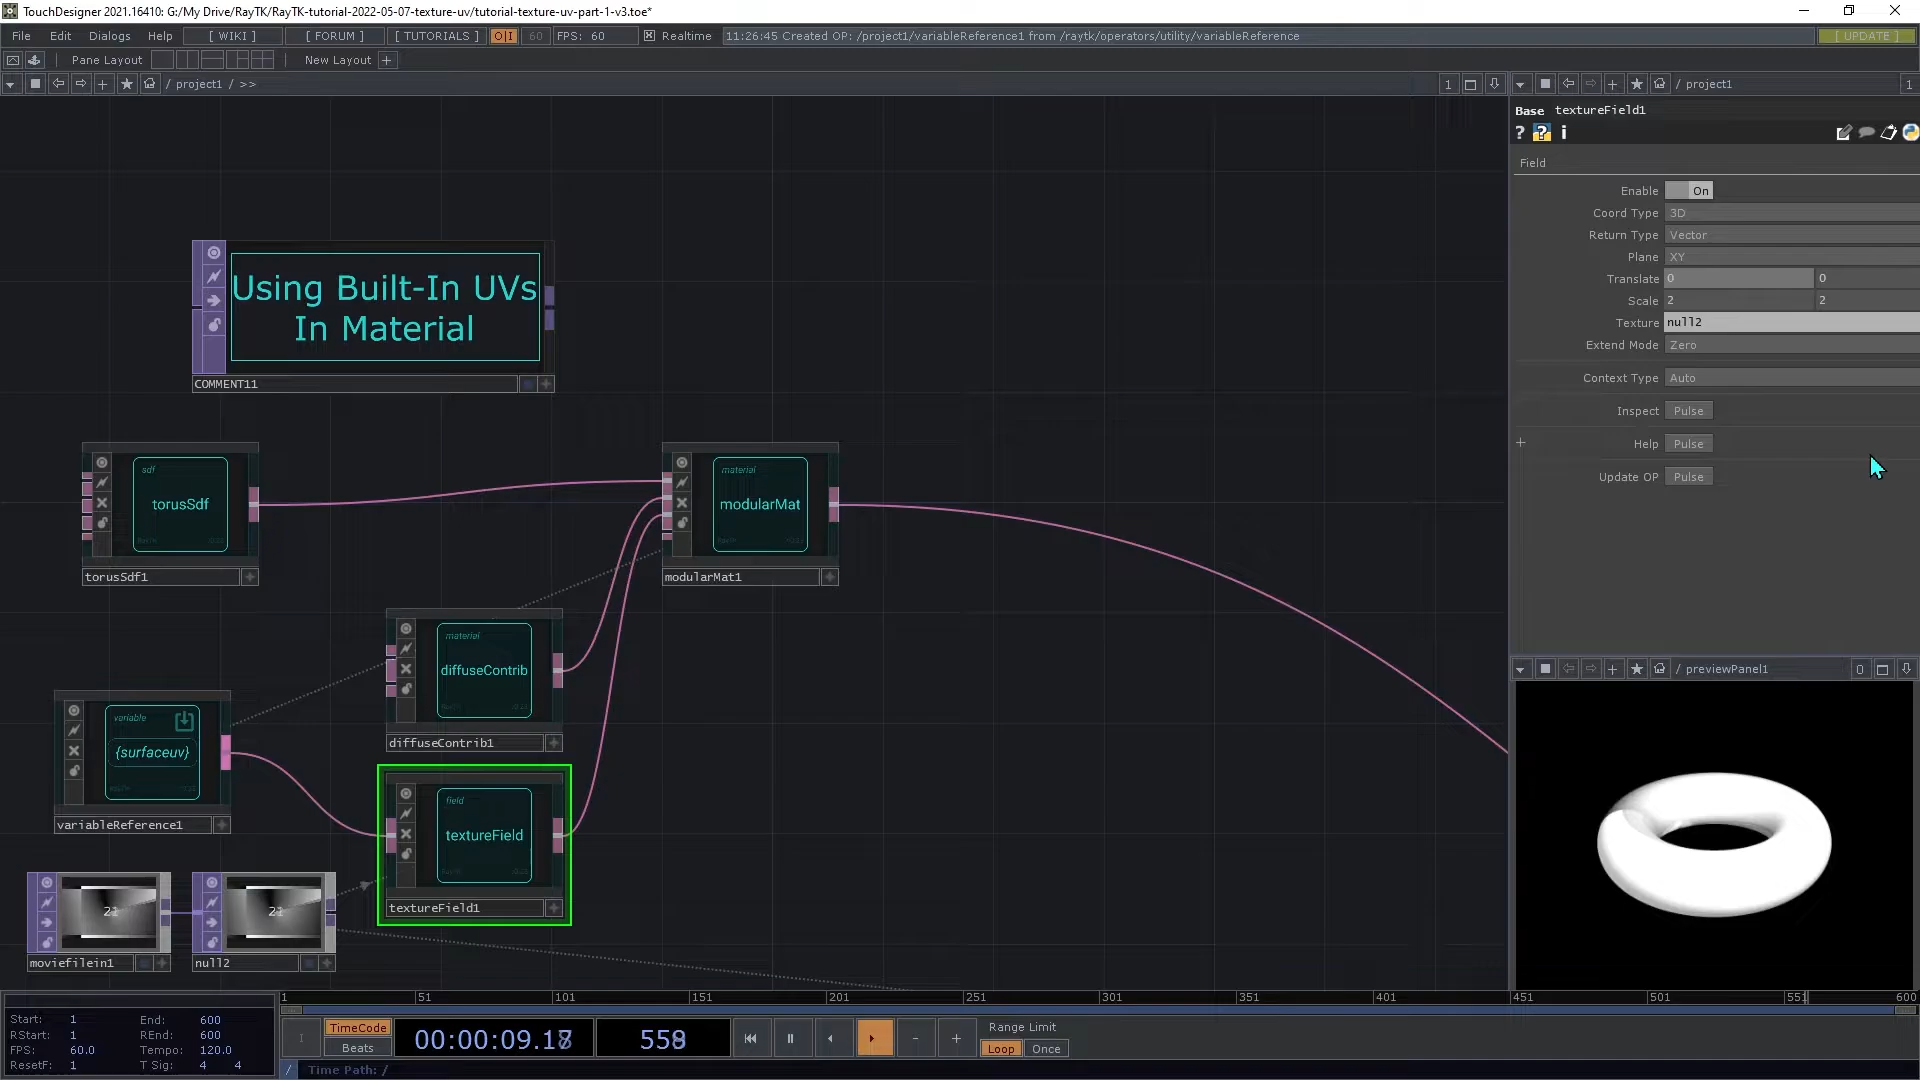 TouchDesigner 2021.16410: G:/My Drive/RayTK/RayTK-tutorial-2022-05-07-texture-uv/tutorial-texture-uv-part-1-v3.toe*
File Edit Dialogs Help [ WIKI ] [ FORUM ] [ TUTORIALS ] O|I 60 FPS: 60 Realtime 11:26:45 Created OP: /project1/variableReference1 from /raytk/operators/utility/variableReference [ UPDATE ]
Pane Layout New Layout +
/ project1 / >> 1
/ project1 1
Base textureField1
? ? i
Field
Enable On
Coord Type 3D
Return Type Vector
Plane XY
Translate 0 0
Scale 2 2
Texture null2
Extend Mode Zero
Context Type Auto
Inspect Pulse
Help Pulse
Update OP Pulse
Using Built-In UVs
In Material
COMMENT11
sdf
torusSdf
torusSdf1
material
modularMat
modularMat1
material
diffuseContrib
diffuseContrib1
variable
{surfaceuv}
variableReference1
field
textureField
textureField1
21
moviefilein1
21
null2
/ previewPanel1 0
1 51 101 151 201 251 301 351 401 451 501 551 600
Start: 1 End: 600
RStart: 1 REnd: 600
FPS: 60.0 Tempo: 120.0
ResetF: 1 T Sig: 4 4
I
TimeCode
Beats
00:00:09.18
558
Range Limit
Loop Once
/ Time Path: /